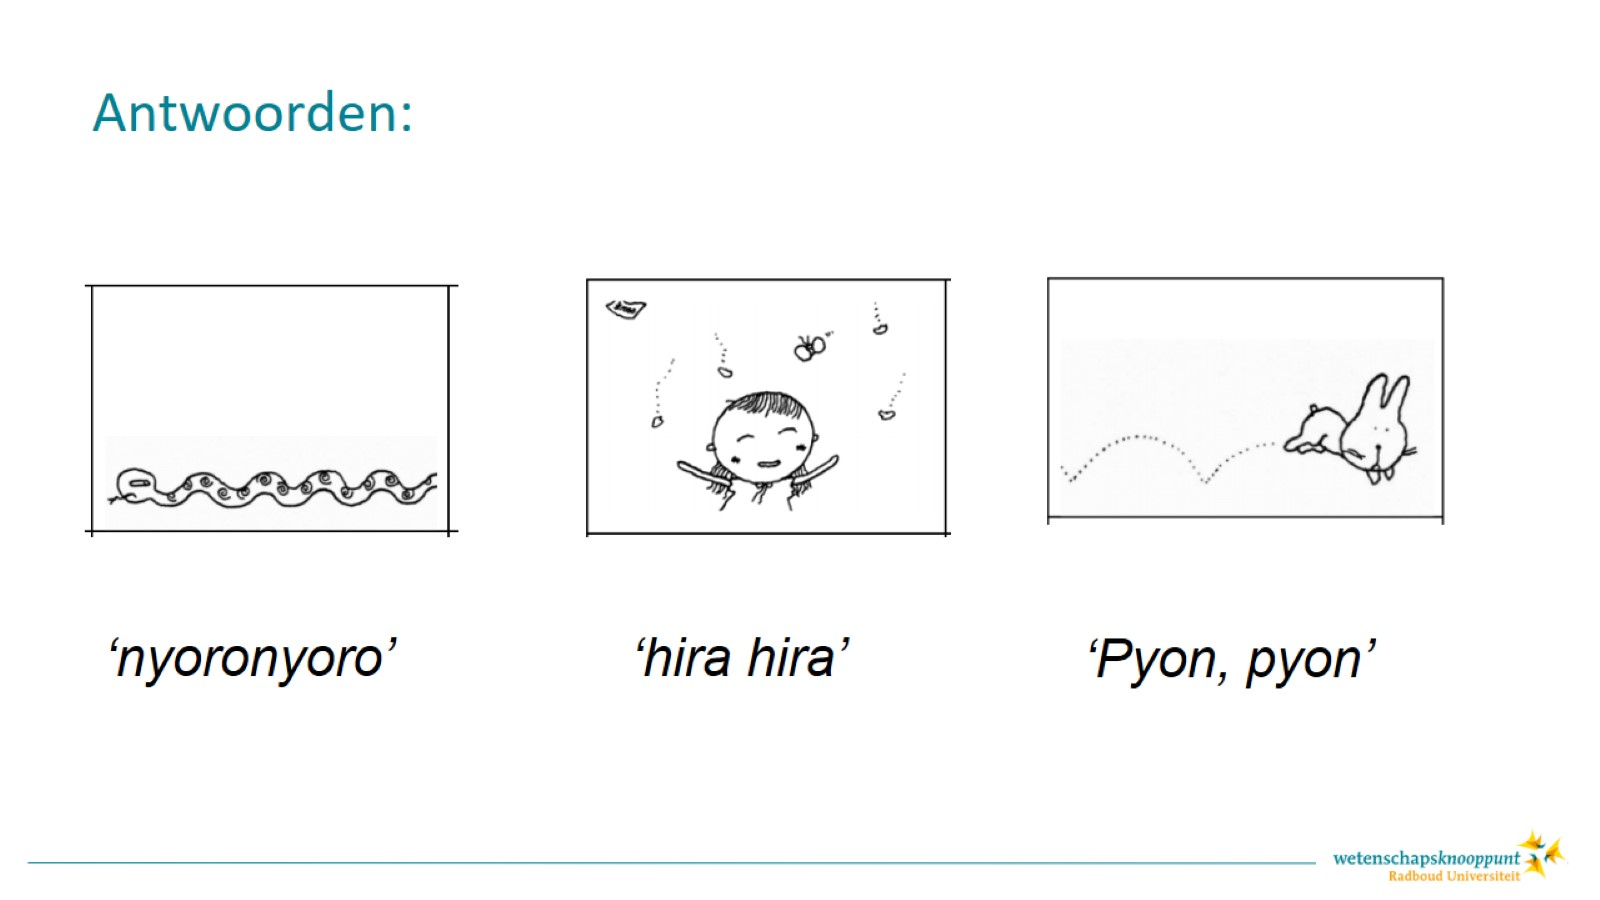 Antwoorden:
‘nyoronyoro’
‘hira hira’
‘Pyon, pyon’
wetenschapsknooppunt
Radboud Universiteit